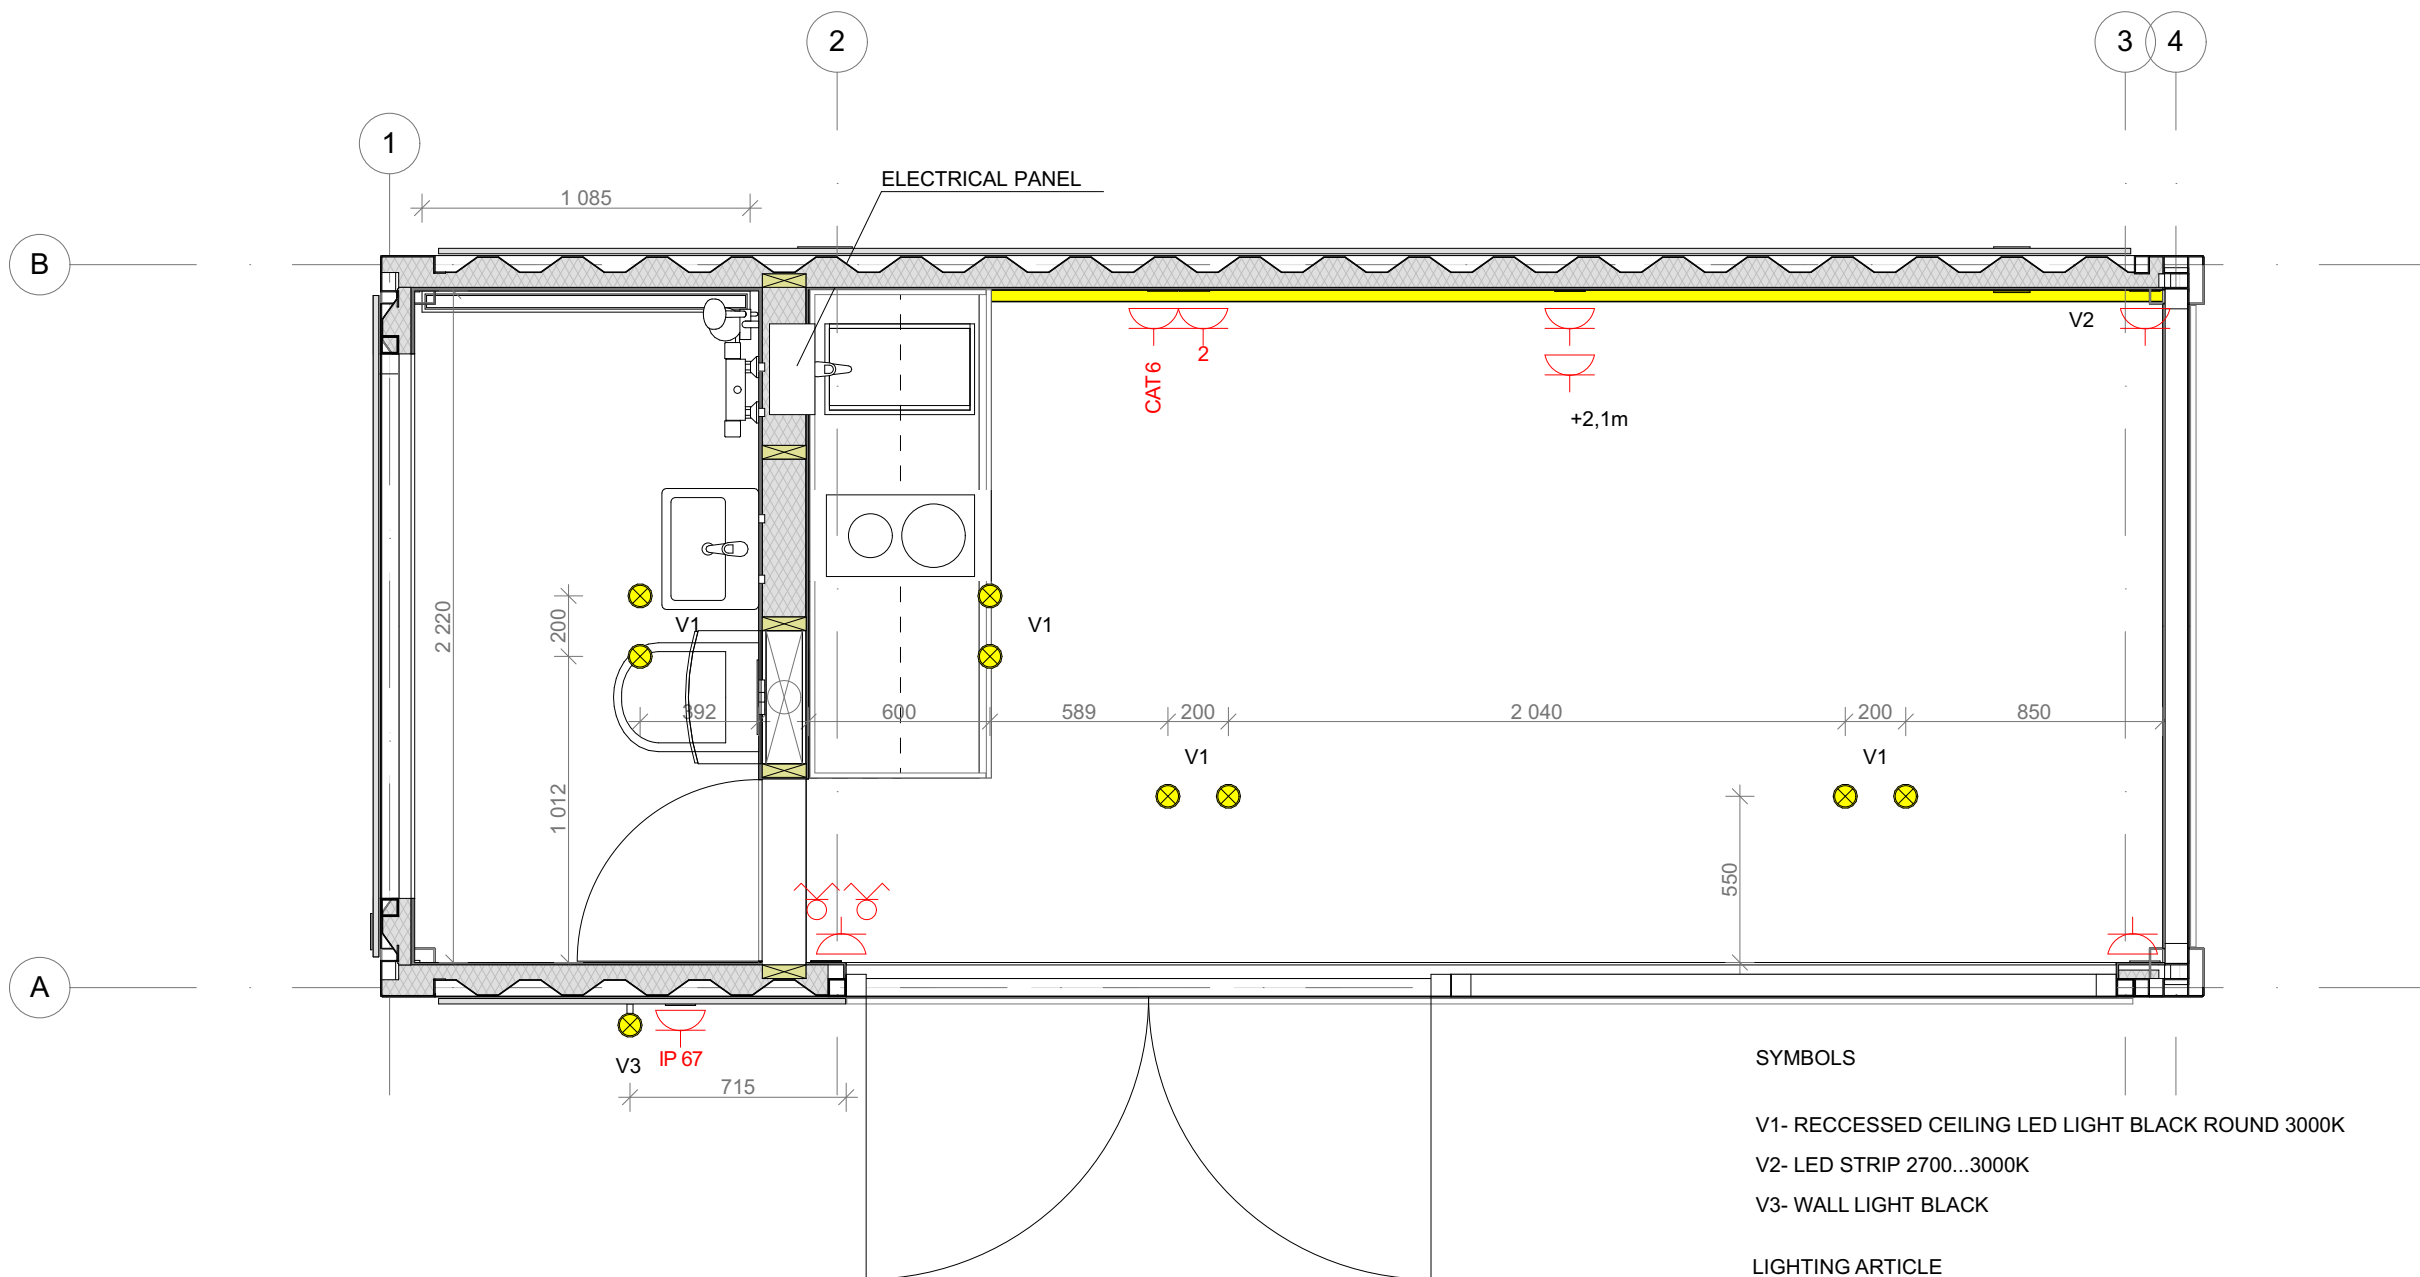 2
3
4
1
ELECTRICAL PANEL
1 085
B
V2
2
CAT 6
+2,1m
2 220
200
V1
V1
392
600
589
200
2 040
200
850
V1
V1
1 012
550
A
V3
IP 67
715
SYMBOLS
V1- RECCESSED CEILING LED LIGHT BLACK ROUND 3000K
V2- LED STRIP 2700...3000K
V3- WALL LIGHT BLACK
LIGHTING ARTICLE